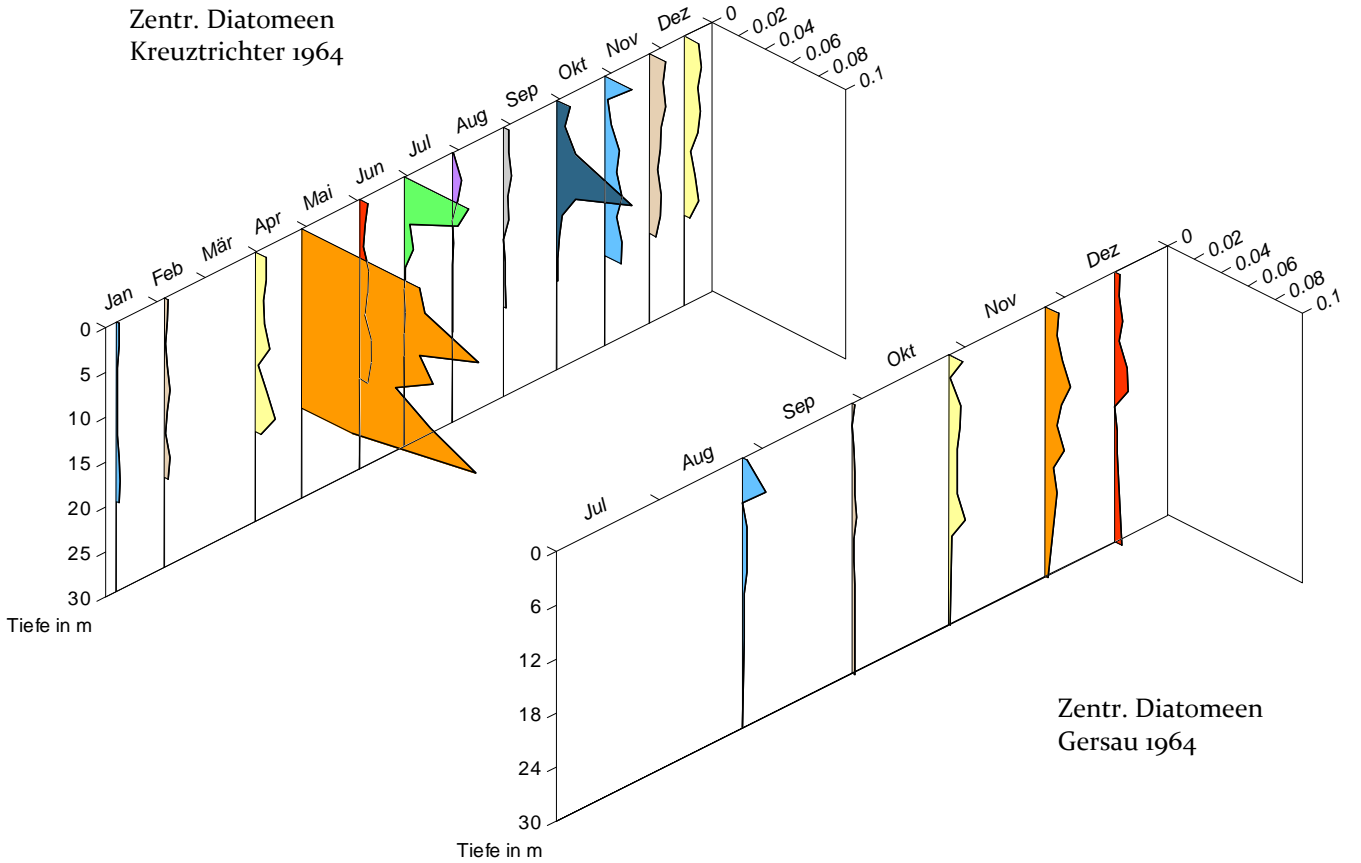 Zentr. Diatomeen
Kreuztrichter 1964
Jan
Feb
Mär
Apr
Mai
Jun
Jul
Aug
Sep
Okt
Nov
Dez
0
0.02
0.04
0.06
0.08
0.1
0
5
10
15
20
25
30
Tiefe in m
Jul
Aug
Sep
Okt
Nov
Dez
0
0.02
0.04
0.06
0.08
0.1
0
6
12
18
24
30
Tiefe in m
Zentr. Diatomeen
Gersau 1964